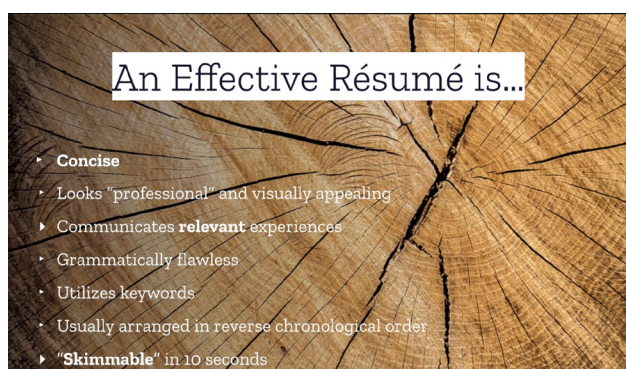 An Effective Résumé is...
Concise
Looks "professional" and visually appealing
Communicates relevant experiences
Grammatically flawless
Utilizes keywords
Usually arranged in reverse chronological order
"Skimmable" in 10 seconds